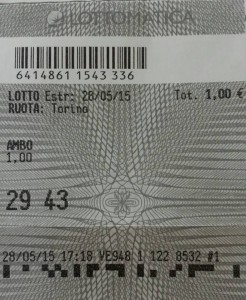 LOTTOMATICA
6414861 1543 336
LOTTO Estr: 28/05/15 Tot. 1,00 €
RUOTA: Torino
AMBO
1,00
29 43
28/05/15 17:18 VE948 1 122 8532 #1